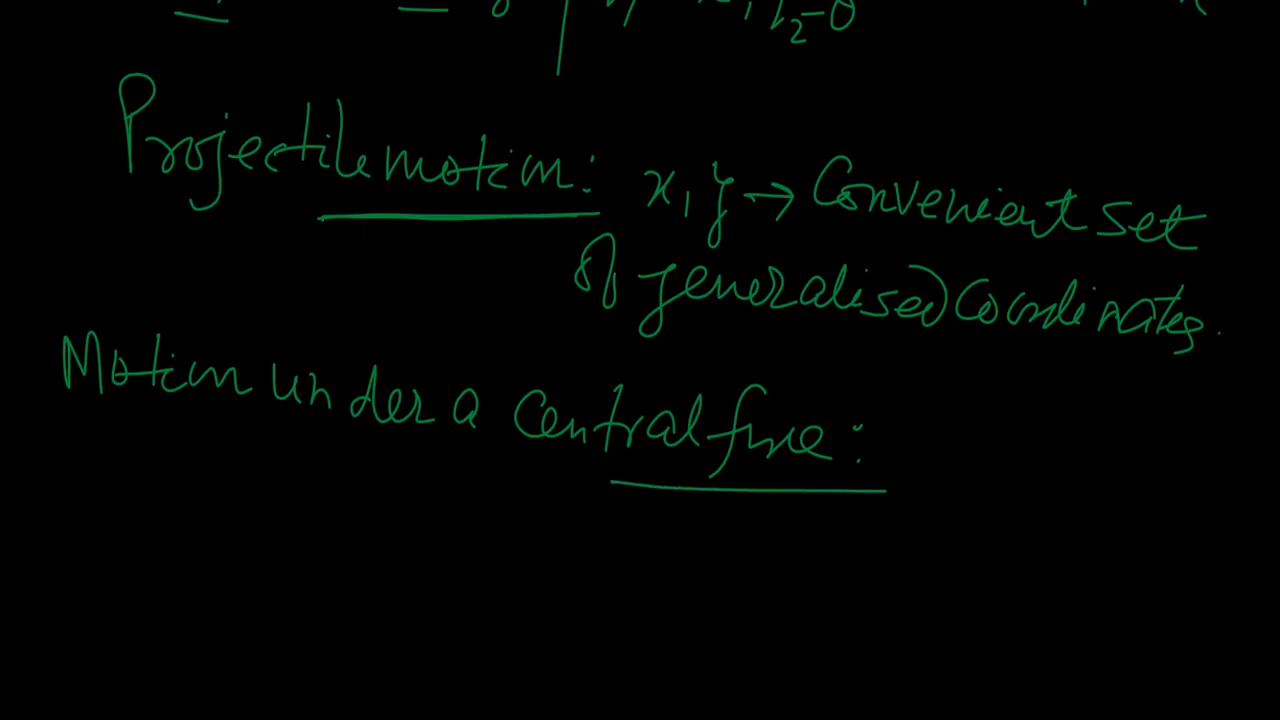 Projectile motion: x, y → Convenient set
of generalised Coordinates.
Motion under a Central force: